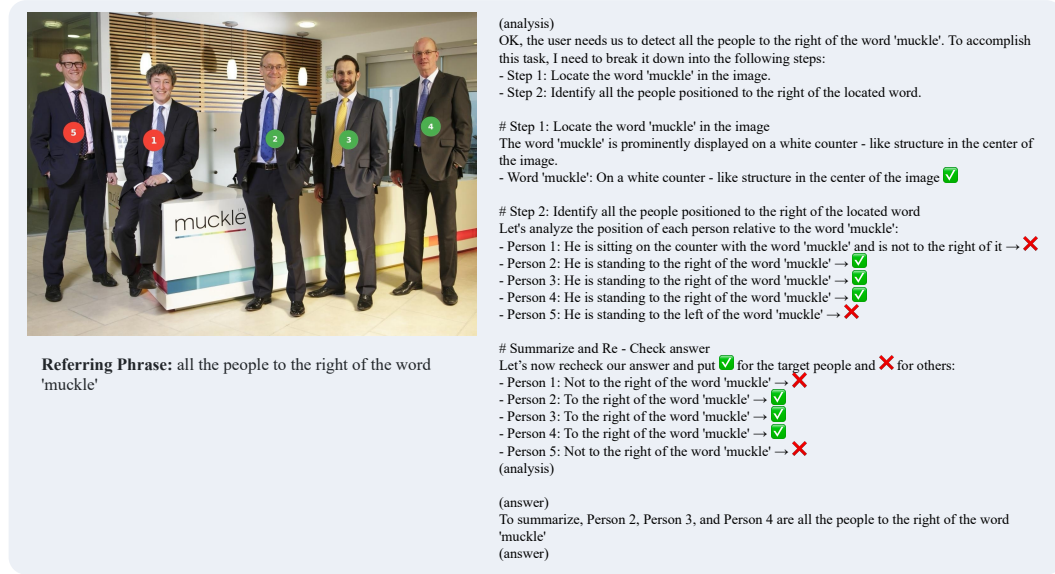 5
1
2
3
4
muckle
Referring Phrase: all the people to the right of the word
'muckle'
(analysis)
OK, the user needs us to detect all the people to the right of the word 'muckle'. To accomplish
this task, I need to break it down into the following steps:
- Step 1: Locate the word 'muckle' in the image.
- Step 2: Identify all the people positioned to the right of the located word.
# Step 1: Locate the word 'muckle' in the image
The word 'muckle' is prominently displayed on a white counter - like structure in the center of
the image.
- Word 'muckle': On a white counter - like structure in the center of the image ✅
# Step 2: Identify all the people positioned to the right of the located word
Let's analyze the position of each person relative to the word 'muckle':
- Person 1: He is sitting on the counter with the word 'muckle' and is not to the right of it → ❌
- Person 2: He is standing to the right of the word 'muckle' → ✅
- Person 3: He is standing to the right of the word 'muckle' → ✅
- Person 4: He is standing to the right of the word 'muckle' → ✅
- Person 5: He is standing to the left of the word 'muckle' → ❌
# Summarize and Re - Check answer
Let's now recheck our answer and put ✅ for the target people and ❌ for others:
- Person 1: Not to the right of the word 'muckle' → ❌
- Person 2: To the right of the word 'muckle' → ✅
- Person 3: To the right of the word 'muckle' → ✅
- Person 4: To the right of the word 'muckle' → ✅
- Person 5: Not to the right of the word 'muckle' → ❌
(analysis)
(answer)
To summarize, Person 2, Person 3, and Person 4 are all the people to the right of the word
'muckle'
(answer)